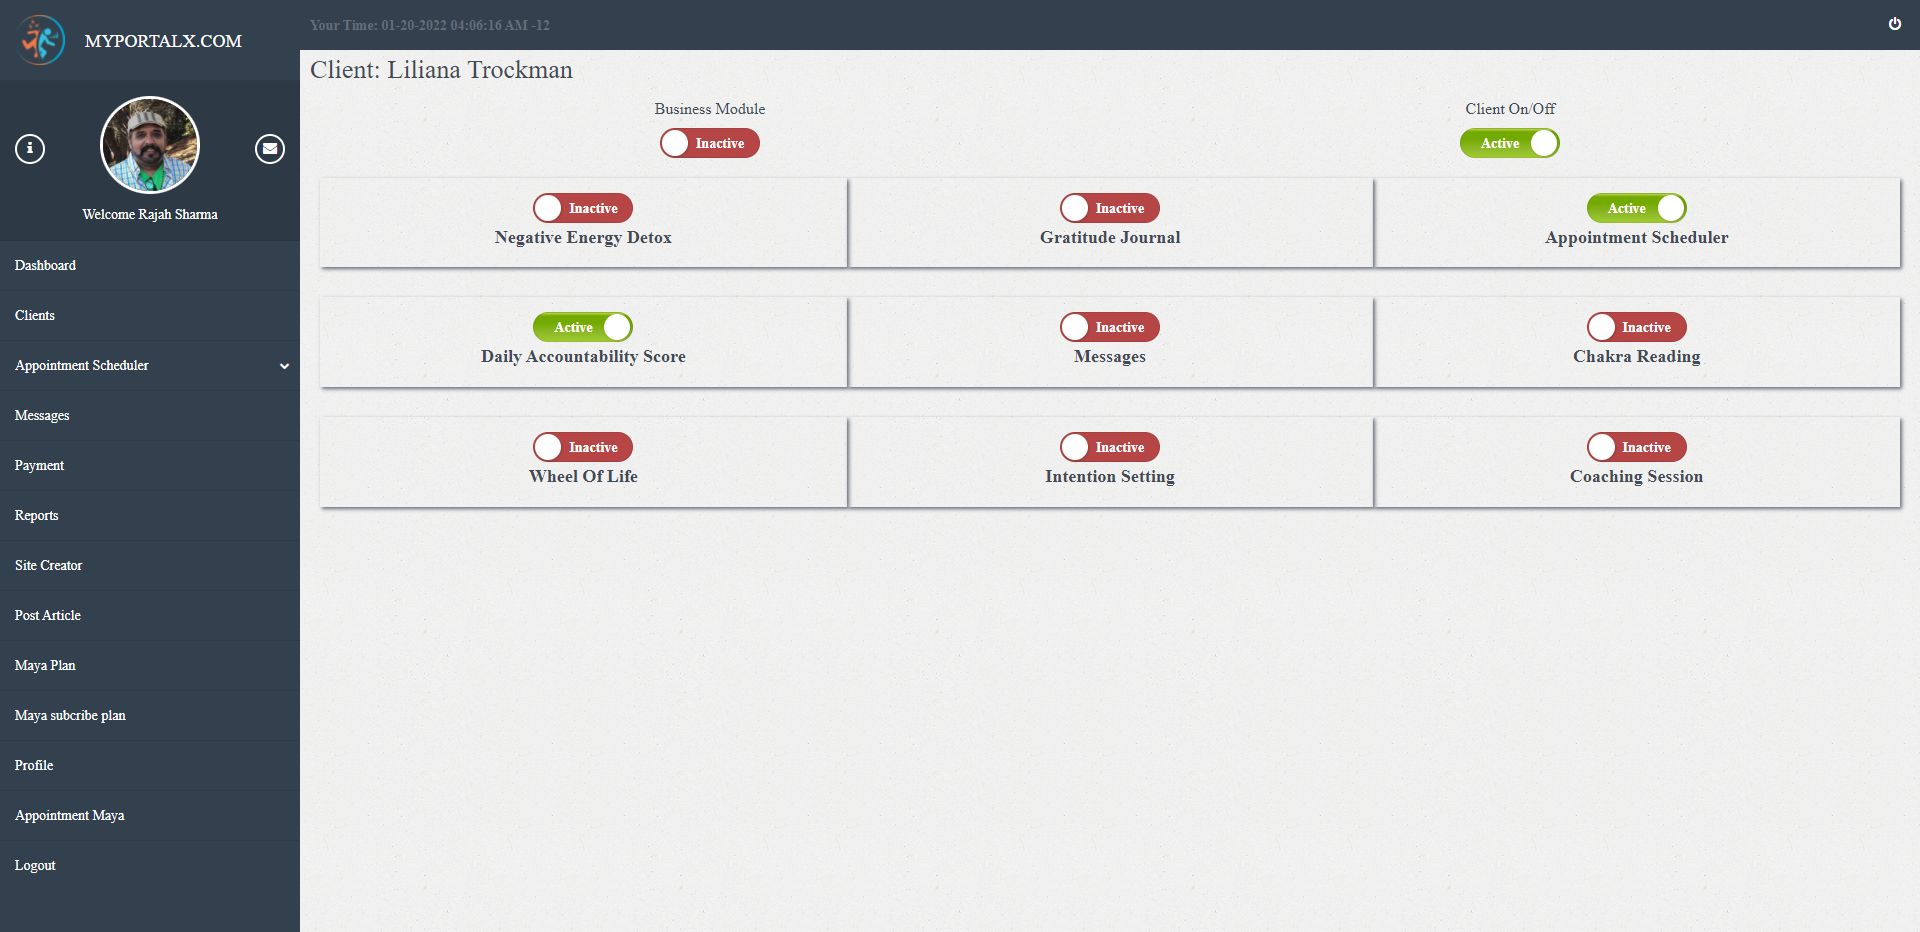 MYPORTALX.COM
Your Time: 01-20-2022 04:06:16 AM -12
Welcome Rajah Sharma
Dashboard
Clients
Appointment Scheduler
Messages
Payment
Reports
Site Creator
Post Article
Maya Plan
Maya subcribe plan
Profile
Appointment Maya
Logout
Client: Liliana Trockman
Business Module
Inactive
Client On/Off
Active
Inactive
Negative Energy Detox
Inactive
Gratitude Journal
Active
Appointment Scheduler
Active
Daily Accountability Score
Inactive
Messages
Inactive
Chakra Reading
Inactive
Wheel Of Life
Inactive
Intention Setting
Inactive
Coaching Session